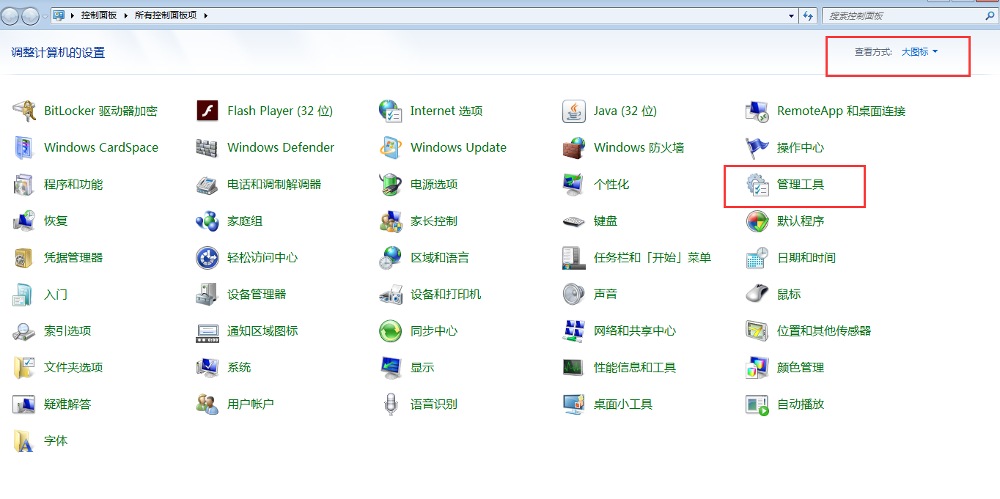 控制面板 所有控制面板项 搜索控制面板
调整计算机的设置 查看方式: 大图标
BitLocker 驱动器加密 Flash Player (32 位) Internet 选项 Java (32 位) RemoteApp 和桌面连接
Windows CardSpace Windows Defender Windows Update Windows 防火墙 操作中心
程序和功能 电话和调制解调器 电源选项 个性化 管理工具
恢复 家庭组 家长控制 键盘 默认程序
凭据管理器 轻松访问中心 区域和语言 任务栏和「开始」菜单 日期和时间
入门 设备管理器 设备和打印机 声音 鼠标
索引选项 通知区域图标 同步中心 网络和共享中心 位置和其他传感器
文件夹选项 系统 显示 性能信息和工具 颜色管理
疑难解答 用户帐户 语音识别 桌面小工具 自动播放
字体